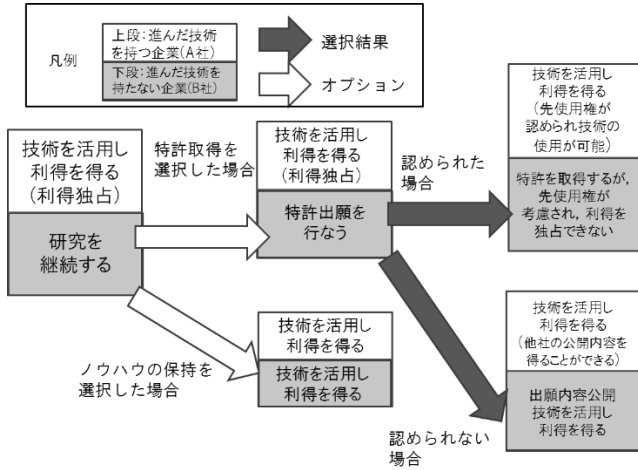 凡例
上段:進んだ技術
を持つ企業(A社)
下段:進んだ技術を
持たない企業(B社)
選択結果
オプション
技術を活用し
利得を得る
(利得独占)
研究を
継続する
特許取得を
選択した場合
技術を活用し
利得を得る
(利得独占)
特許出願を
行なう
認められた
場合
技術を活用し
利得を得る
(先使用権が
認められ技術の
使用が可能)
特許を取得するが,
先使用権が
考慮され,利得を
独占できない
ノウハウの保持を
選択した場合
技術を活用し
利得を得る
技術を活用し
利得を得る
認められない
場合
技術を活用し
利得を得る
(他社の公開内容を
得ることができる)
出願内容公開
技術を活用し
利得を得る